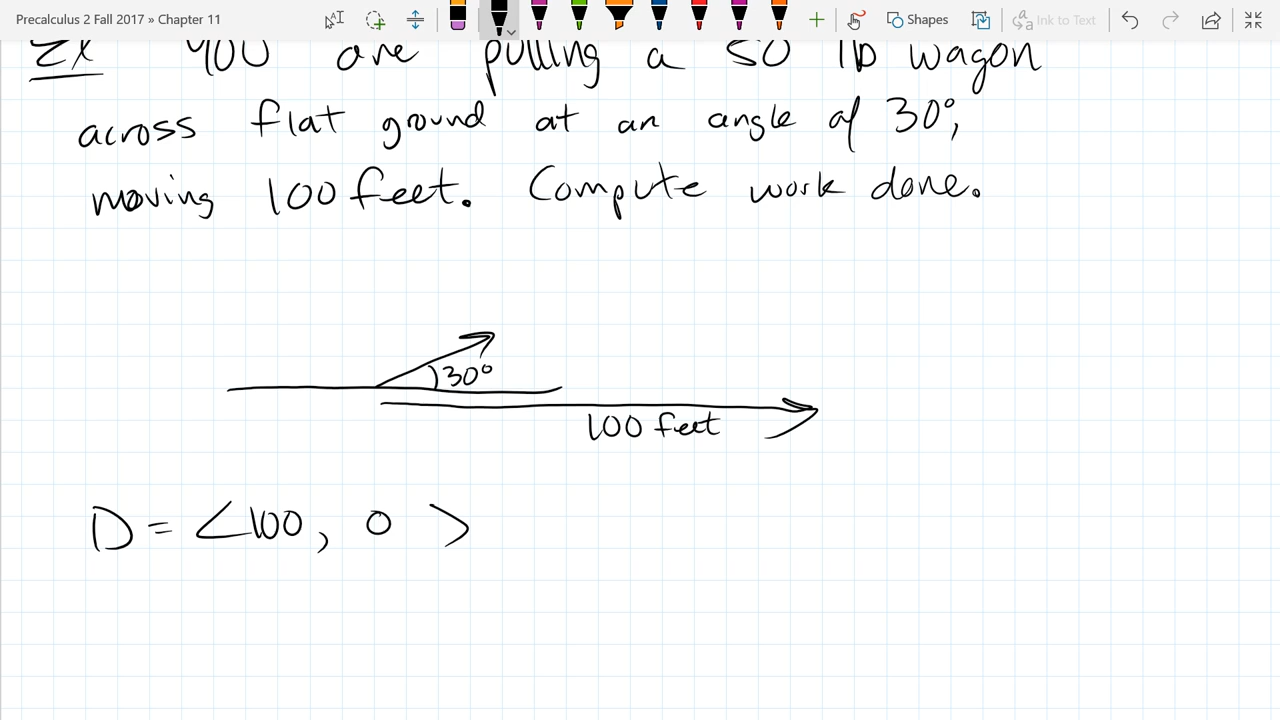 Precalculus 2 Fall 2017 » Chapter 11
Shapes
Ink to Text
Ex you are pulling a 50 lb wagon
across flat ground at an angle of 30°,
moving 100 feet. Compute work done.
30°
100 feet
D = <100, 0 >